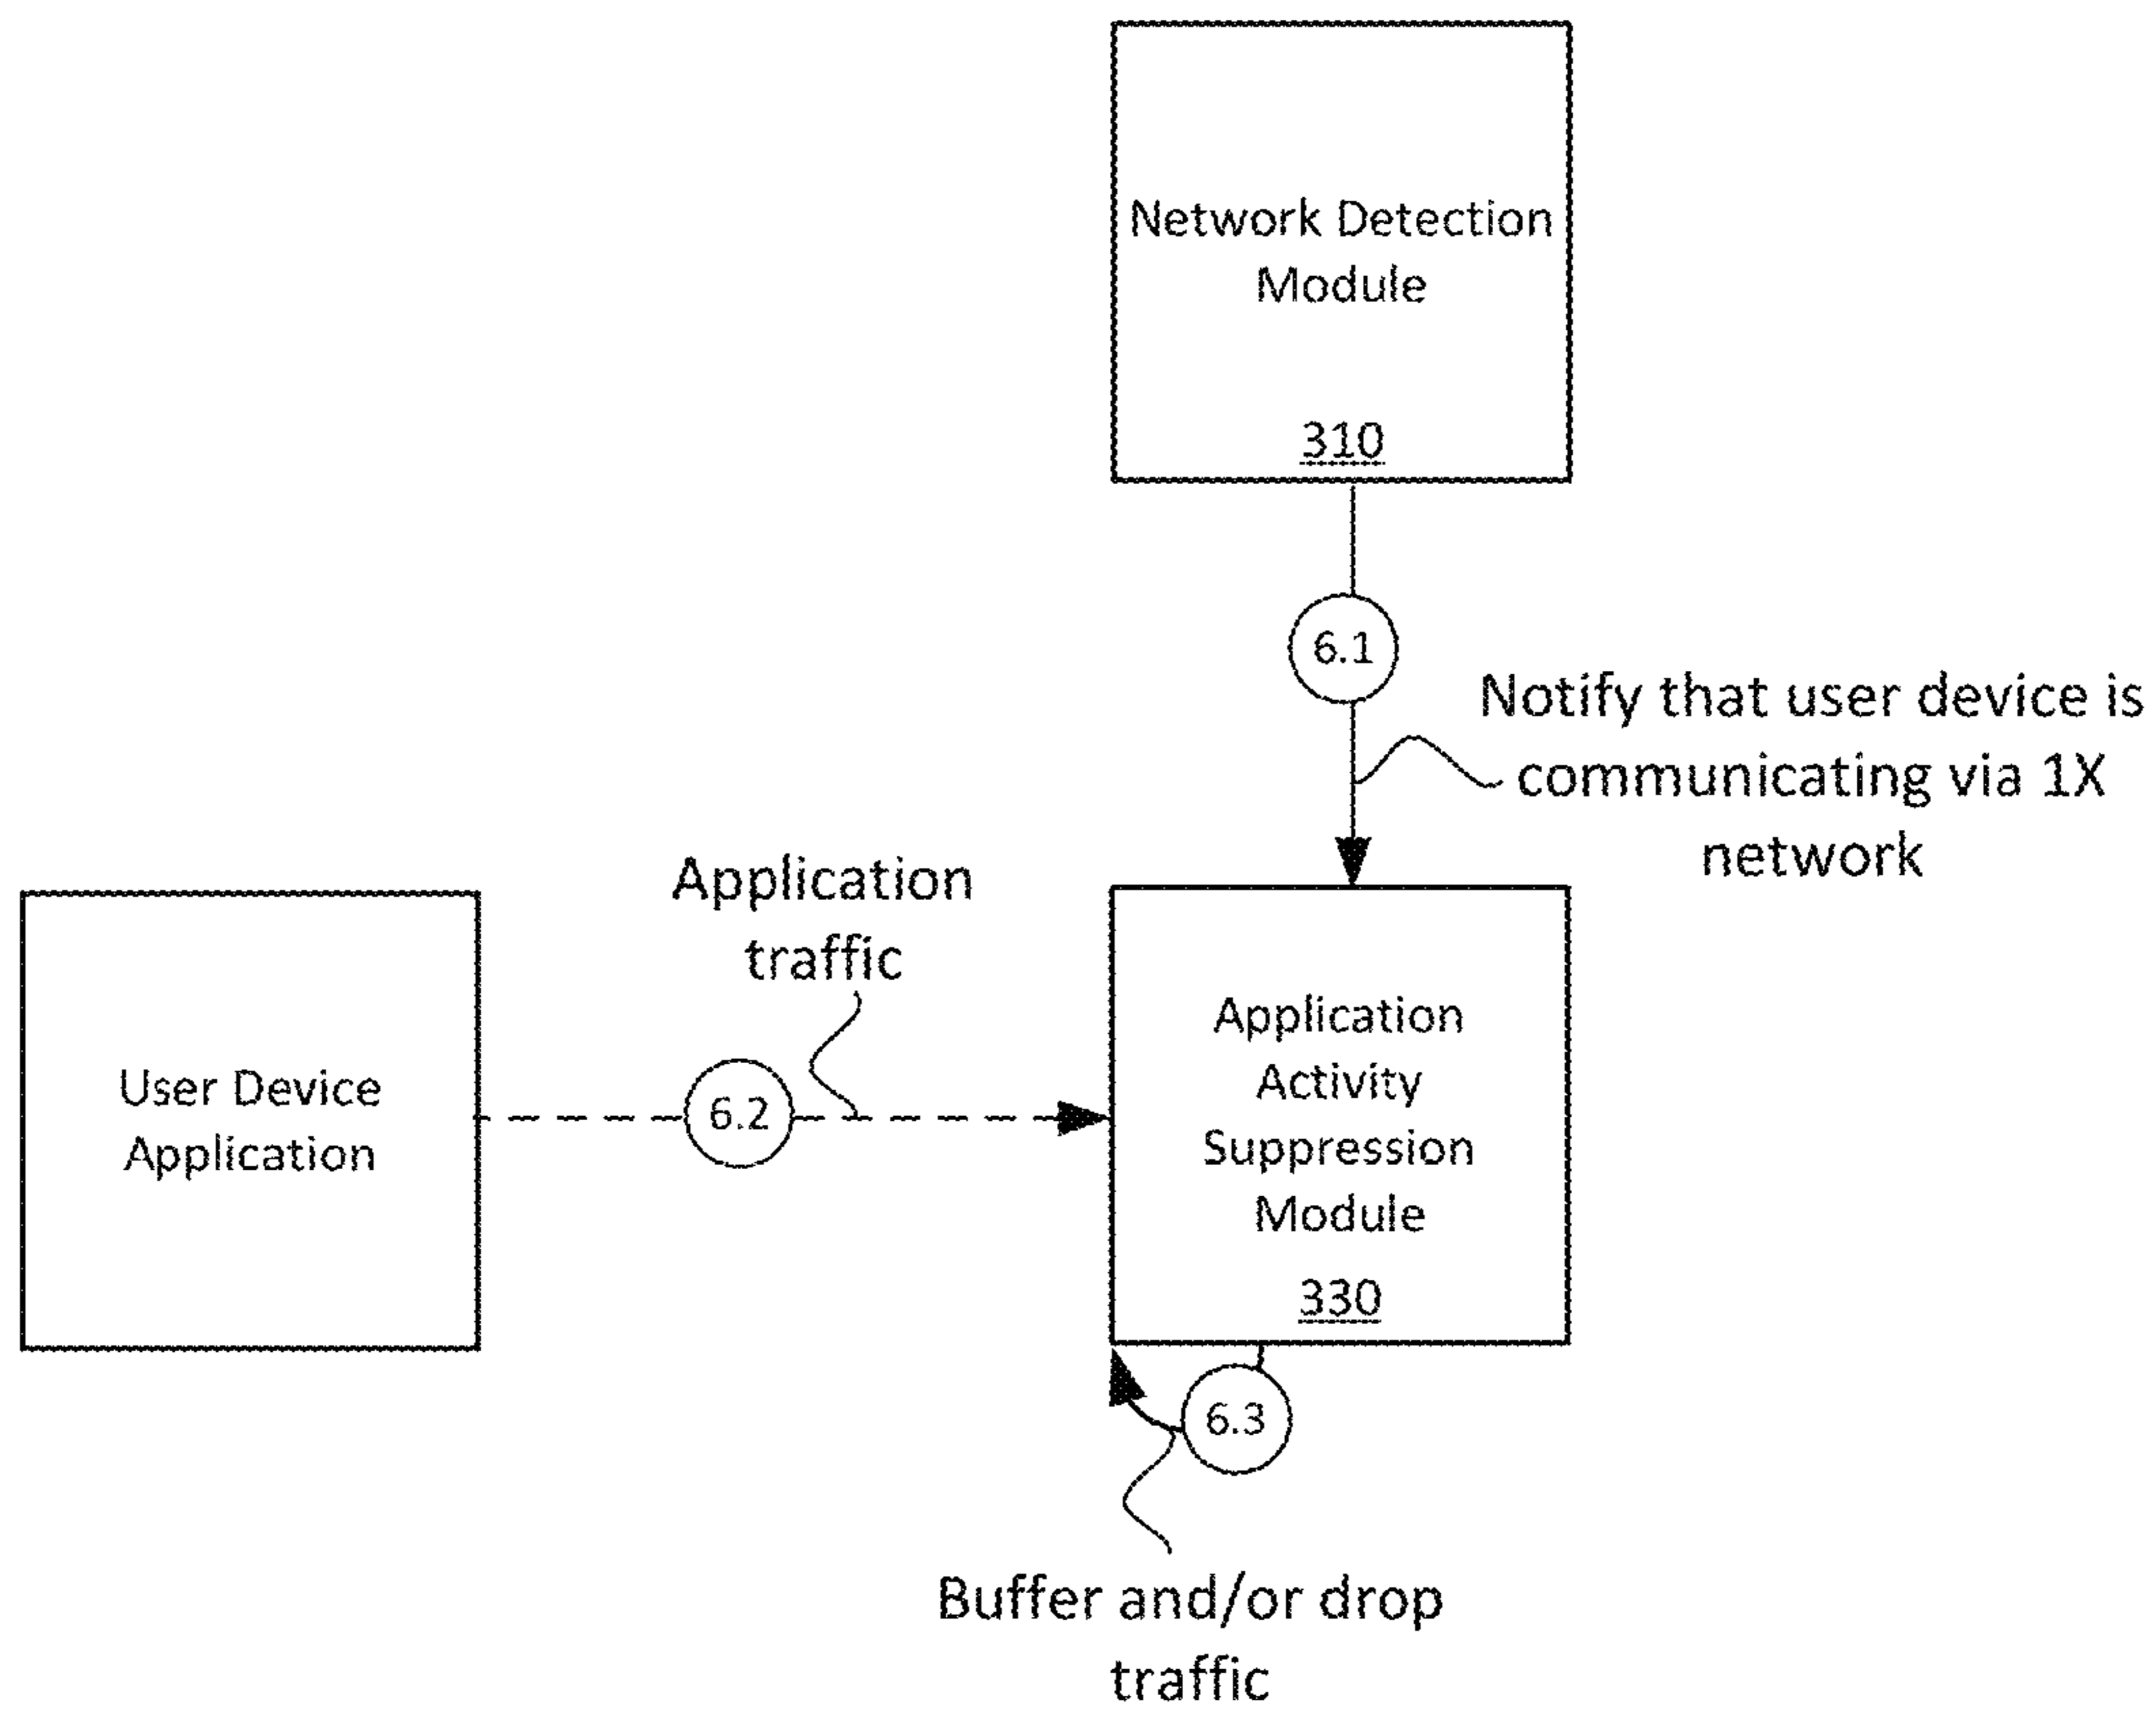 Network Detection
Module
310
6.1
Notify that user device is
communicating via 1X
network
Application
traffic
User Device
Application
6.2
Application
Activity
Suppression
Module
330
6.3
Buffer and/or drop
traffic